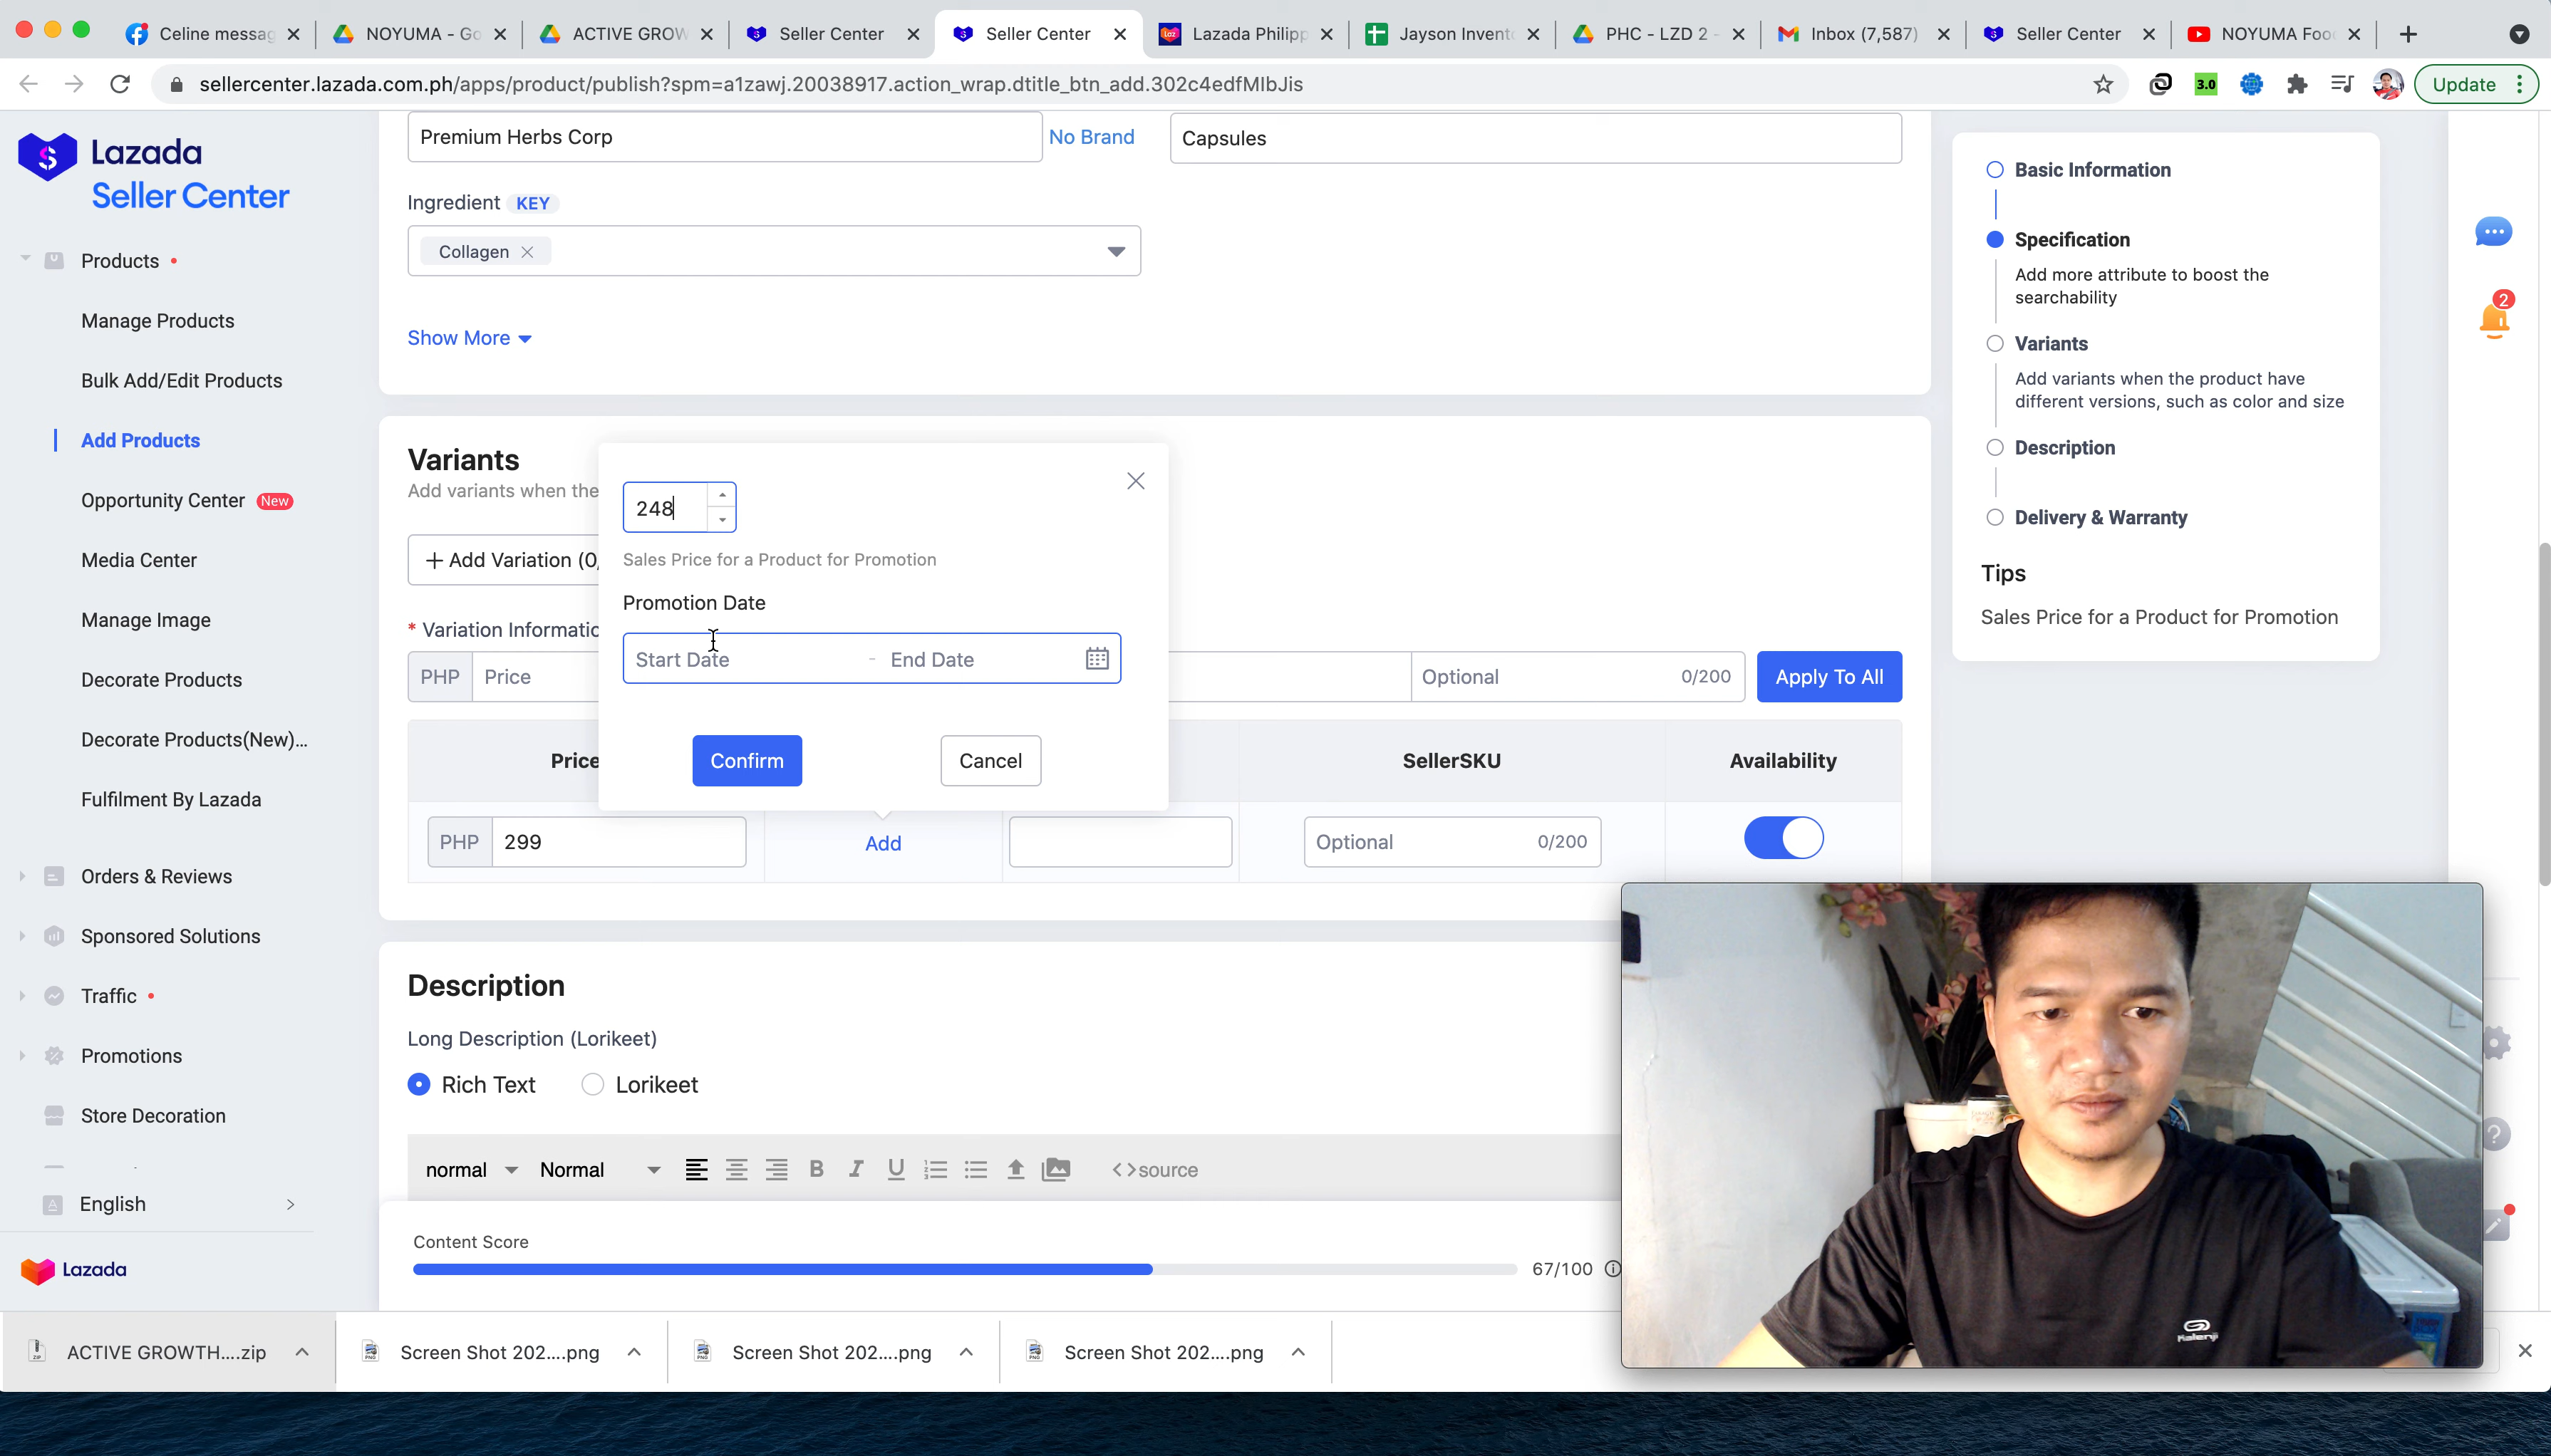 Celine messag
NOYUMA - Go
ACTIVE GROW
Seller Center
Seller Center
Lazada Philipp
Jayson Invento
PHC - LZD 2 -
Inbox (7,587)
Seller Center
NOYUMA Foo
sellercenter.lazada.com.ph/apps/product/publish?spm=a1zawj.20038917.action_wrap.dtitle_btn_add.302c4edfMIbJis
3.0
Update
Lazada
Seller Center
Products
Manage Products
Bulk Add/Edit Products
Add Products
Opportunity Center New
Media Center
Manage Image
Decorate Products
Decorate Products(New)...
Fulfilment By Lazada
Orders & Reviews
Sponsored Solutions
Traffic
Promotions
Store Decoration
English
Lazada
Premium Herbs Corp
No Brand
Capsules
Ingredient KEY
Collagen
Show More
Variants
Add variants when the
+ Add Variation (0/
* Variation Informatio
PHP Price
Optional 0/200
Apply To All
248
Sales Price for a Product for Promotion
Promotion Date
Start Date - End Date
Confirm
Cancel
Price
SellerSKU
Availability
PHP 299
Add
Optional 0/200
Description
Long Description (Lorikeet)
Rich Text
Lorikeet
normal
Normal
B I U
<>source
Content Score
67/100
Basic Information
Specification
Add more attribute to boost the
searchability
Variants
Add variants when the product have
different versions, such as color and size
Description
Delivery & Warranty
Tips
Sales Price for a Product for Promotion
2
Kalenji
ACTIVE GROWTH....zip
Screen Shot 202....png
Screen Shot 202....png
Screen Shot 202....png